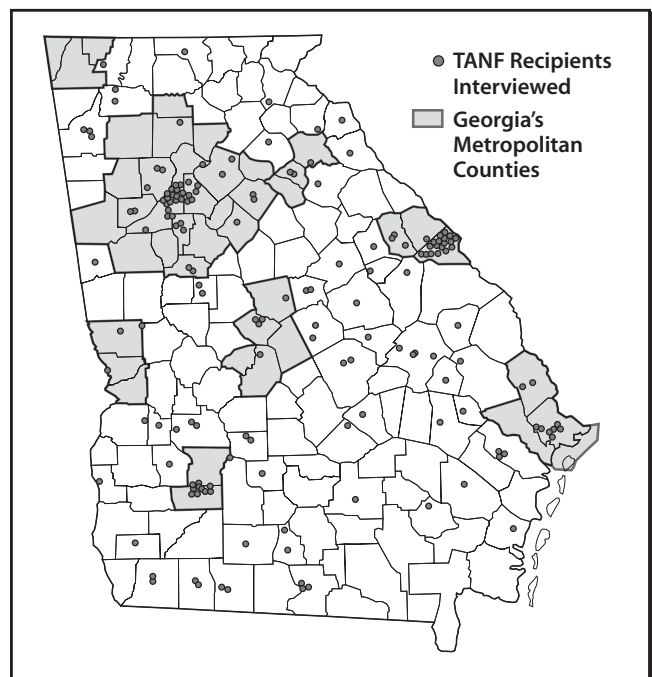 TANF Recipients
Interviewed
Georgia's
Metropolitan
Counties